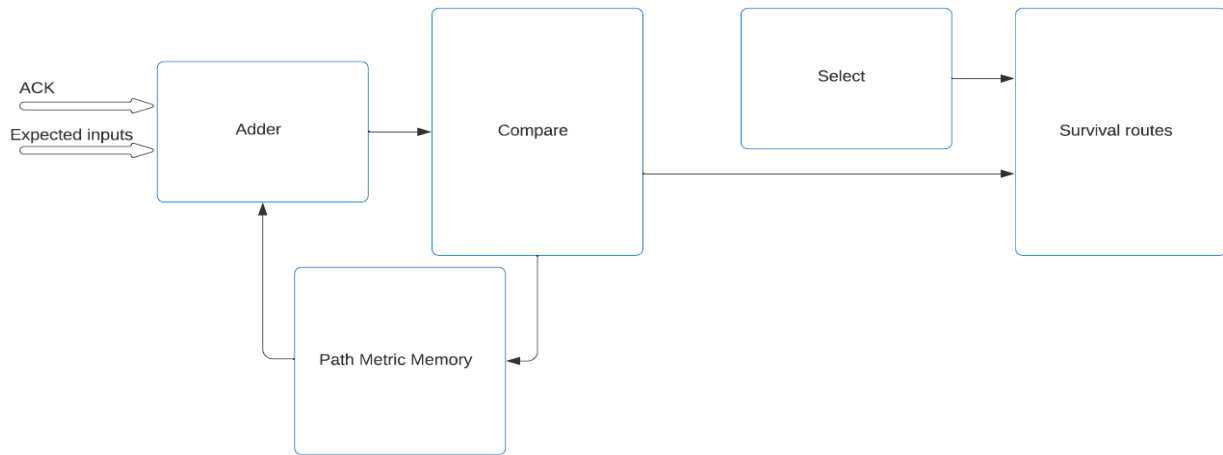 ACK
Expected inputs
Adder
Compare
Select
Survival routes
Path Metric Memory